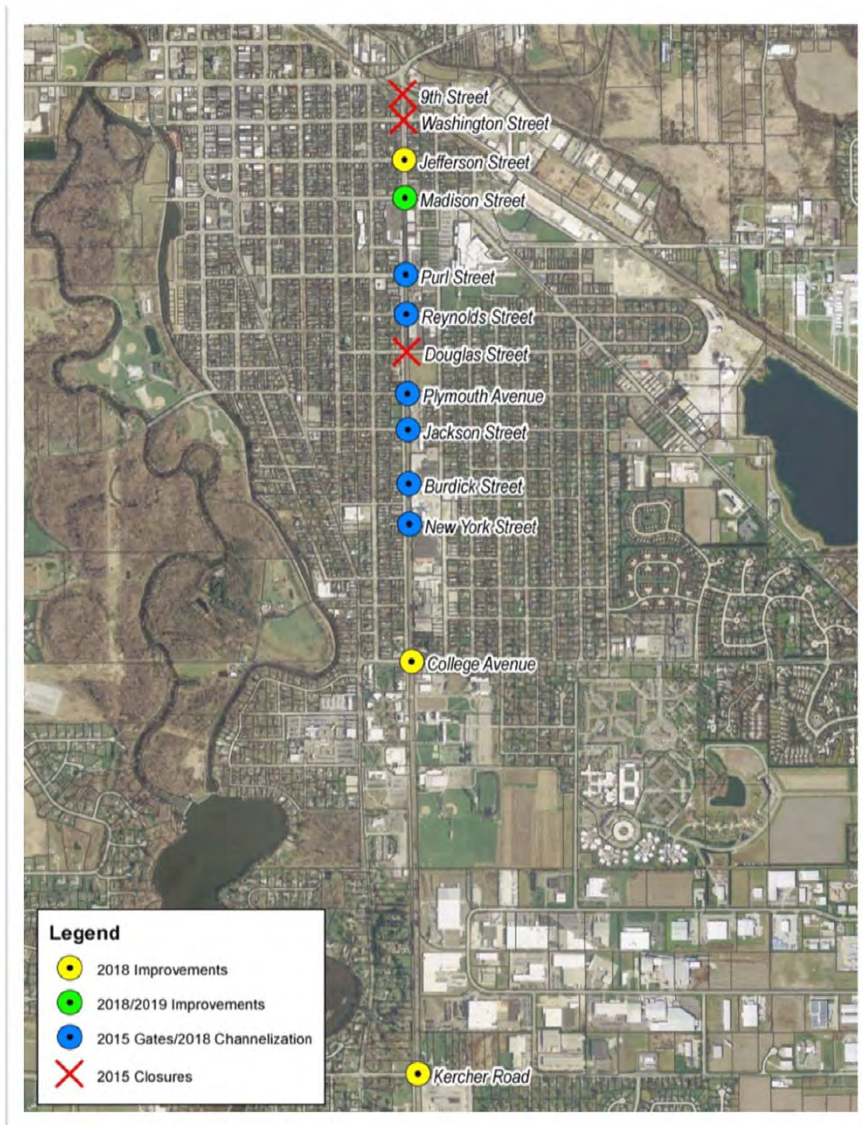 9th Street
Washington Street
Jefferson Street
Madison Street
Purl Street
Reynolds Street
Douglas Street
Plymouth Avenue
Jackson Street
Burdick Street
New York Street
College Avenue
Kercher Road
Legend
2018 Improvements
2018/2019 Improvements
2015 Gates/2018 Channelization
2015 Closures